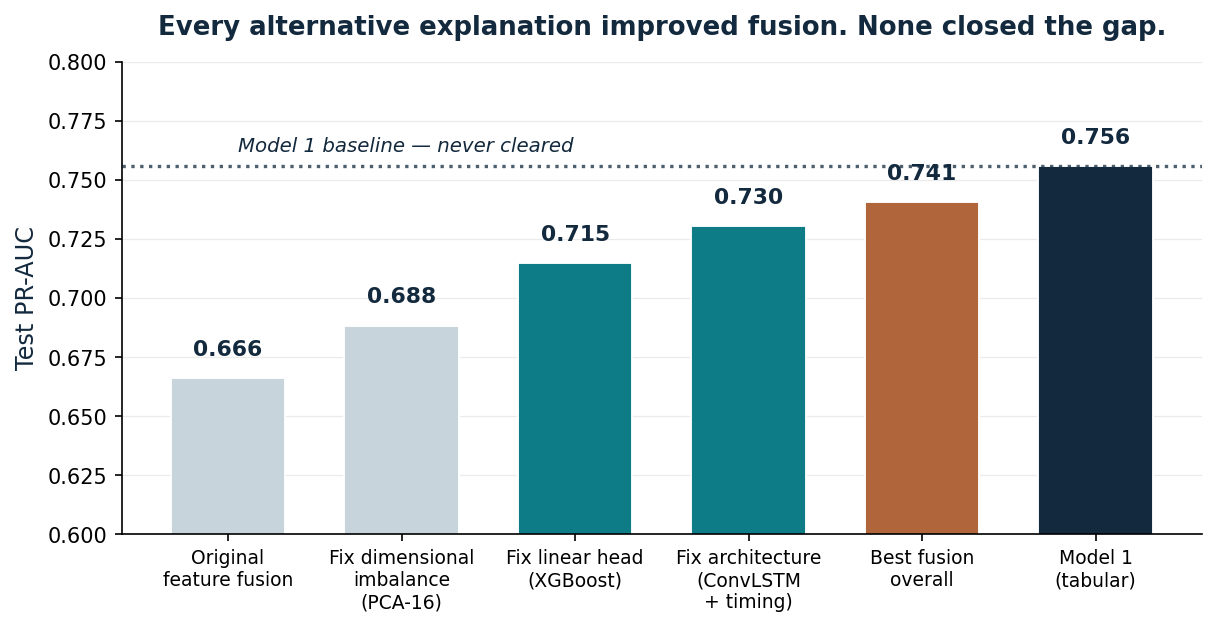 Every alternative explanation improved fusion. None closed the gap.
Test PR-AUC
0.800
0.775
0.750
0.725
0.700
0.675
0.650
0.625
0.600
Model 1 baseline — never cleared
0.666
0.688
0.715
0.730
0.741
0.756
Original
feature fusion
Fix dimensional
imbalance
(PCA-16)
Fix linear head
(XGBoost)
Fix architecture
(ConvLSTM
+ timing)
Best fusion
overall
Model 1
(tabular)